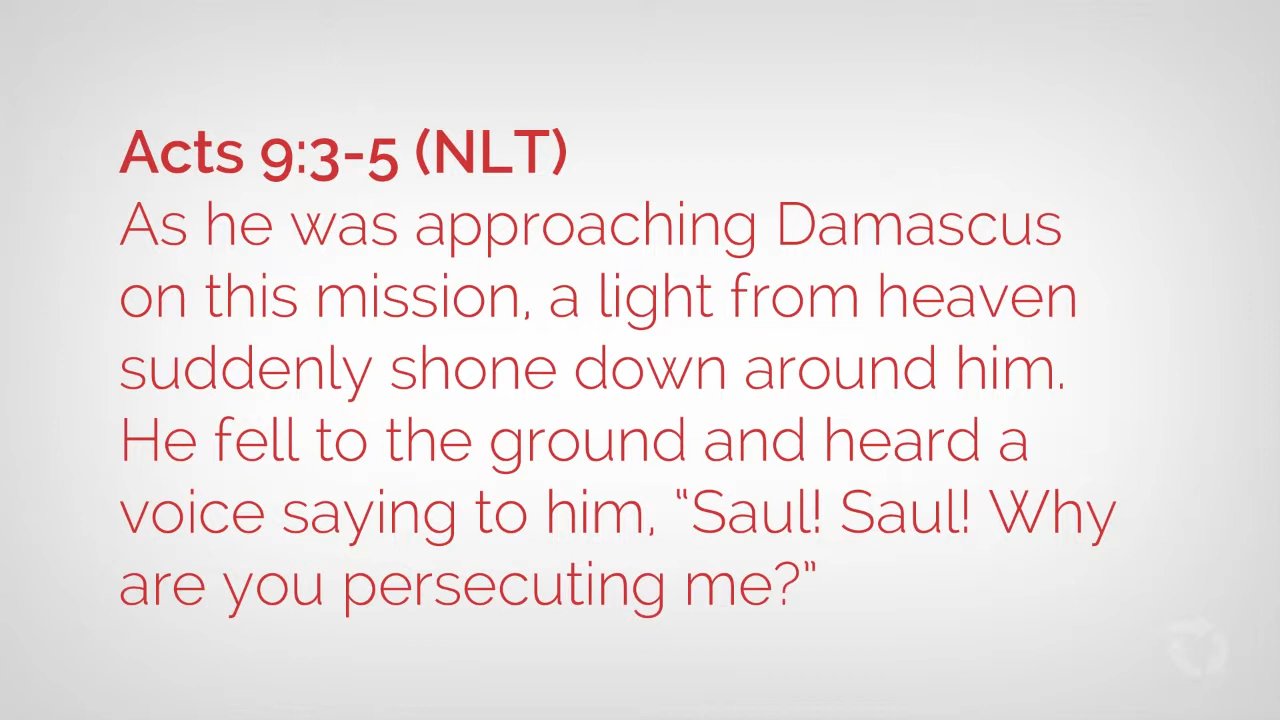 Acts 9:3-5 (NLT)
As he was approaching Damascus
on this mission, a light from heaven
suddenly shone down around him.
He fell to the ground and heard a
voice saying to him, “Saul! Saul! Why
are you persecuting me?”